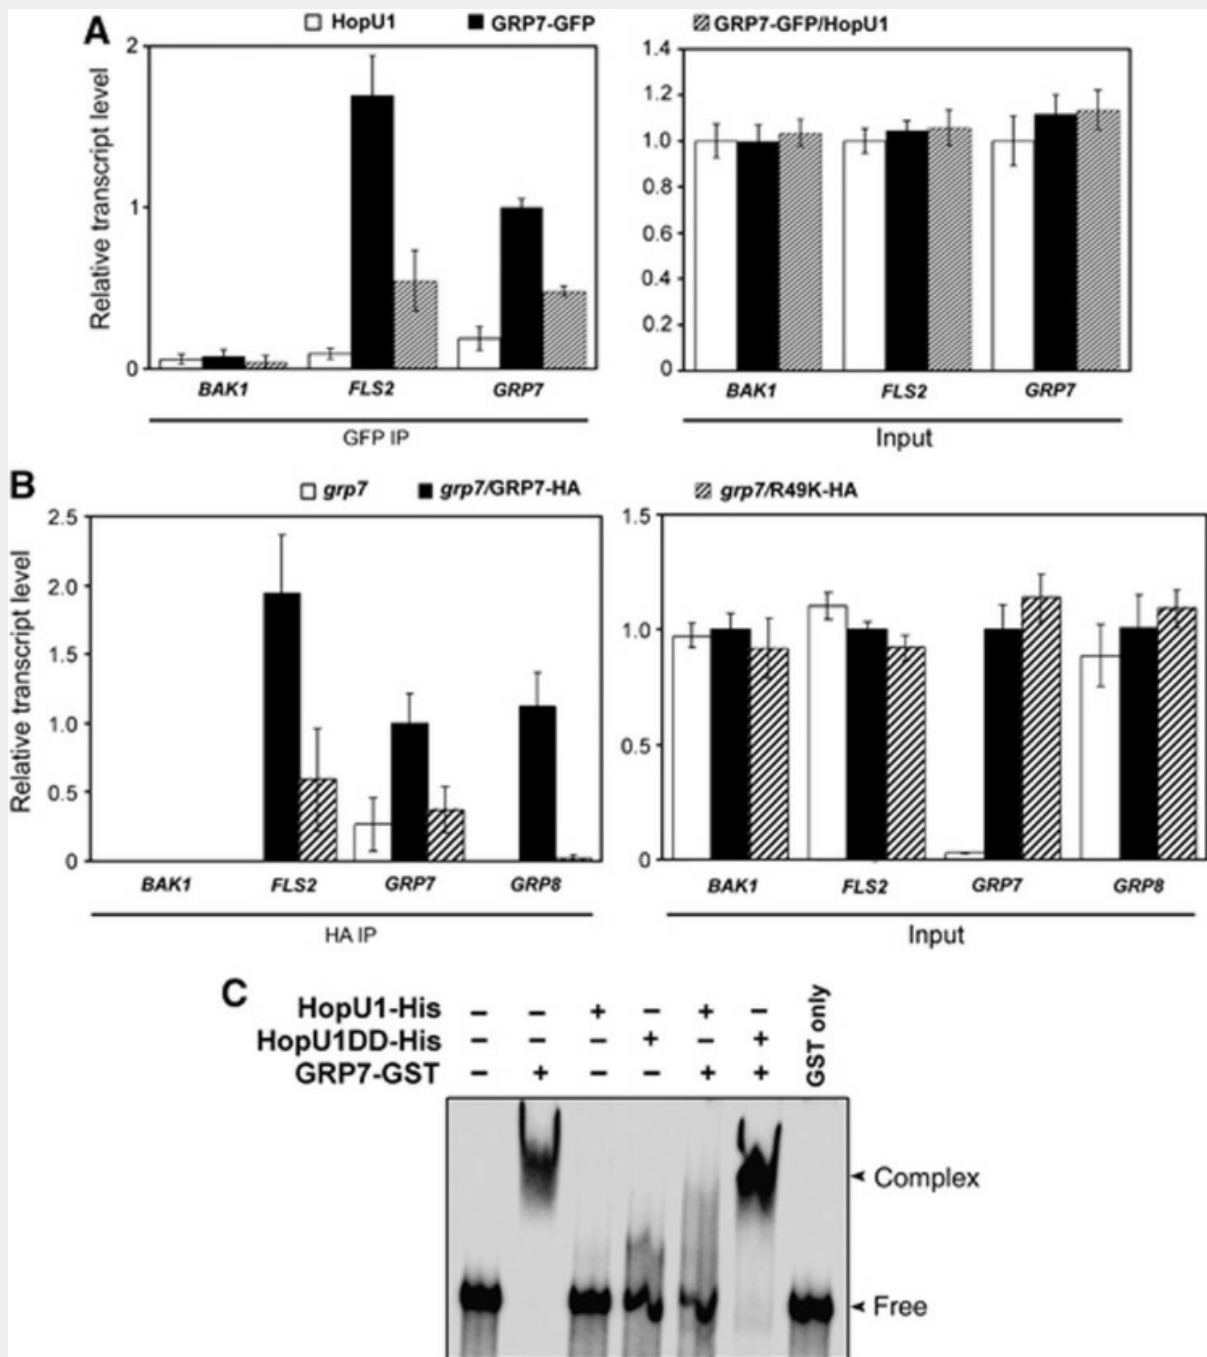 A
HopU1 GRP7-GFP GRP7-GFP/HopU1
Relative transcript level
2
1
0
BAK1 FLS2 GRP7
GFP IP
1.4
1.2
1.0
0.8
0.6
0.4
0.2
0
BAK1 FLS2 GRP7
Input
B
grp7 grp7/GRP7-HA grp7/R49K-HA
Relative transcript level
2.5
2.0
1.5
1.0
0.5
0
BAK1 FLS2 GRP7 GRP8
HA IP
1.5
1.0
0.5
0
BAK1 FLS2 GRP7 GRP8
Input
C
HopU1-His – – + – + –
HopU1DD-His – – – + – +
GRP7-GST – + – – + +
GST only
Complex
Free